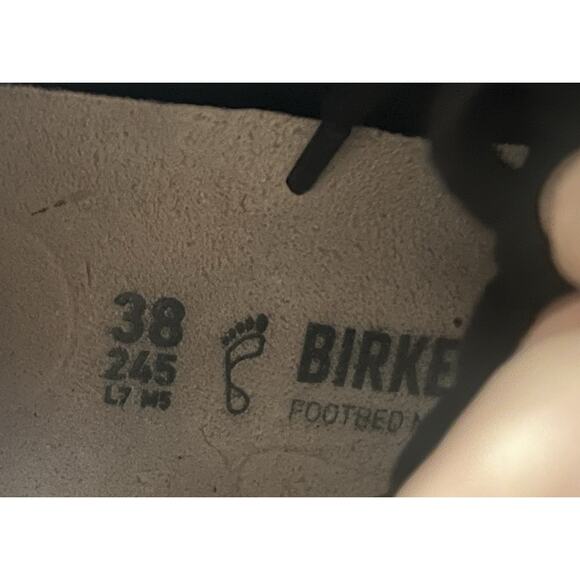 38
245
L7 M5
BIRKE
FOOTBED